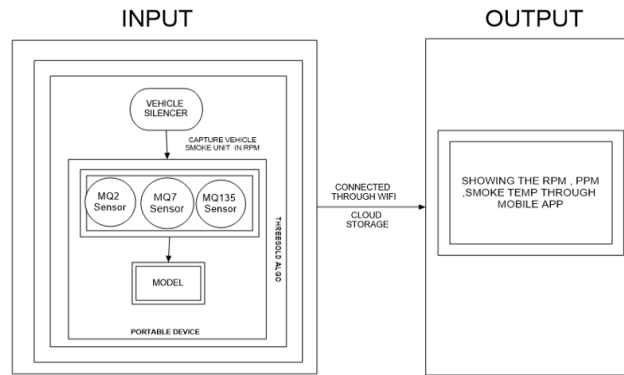 INPUT
OUTPUT
VEHICLE
SILENCER
CAPTURE VEHICLE
SMOKE UNIT IN RPM
MQ2
Sensor
MQ7
Sensor
MQ135
Sensor
MODEL
PORTABLE DEVICE
THREESOLD ALGO
CONNECTED
THROUGH WIFI
CLOUD
STORAGE
SHOWING THE RPM , PPM
,SMOKE TEMP THROUGH
MOBILE APP